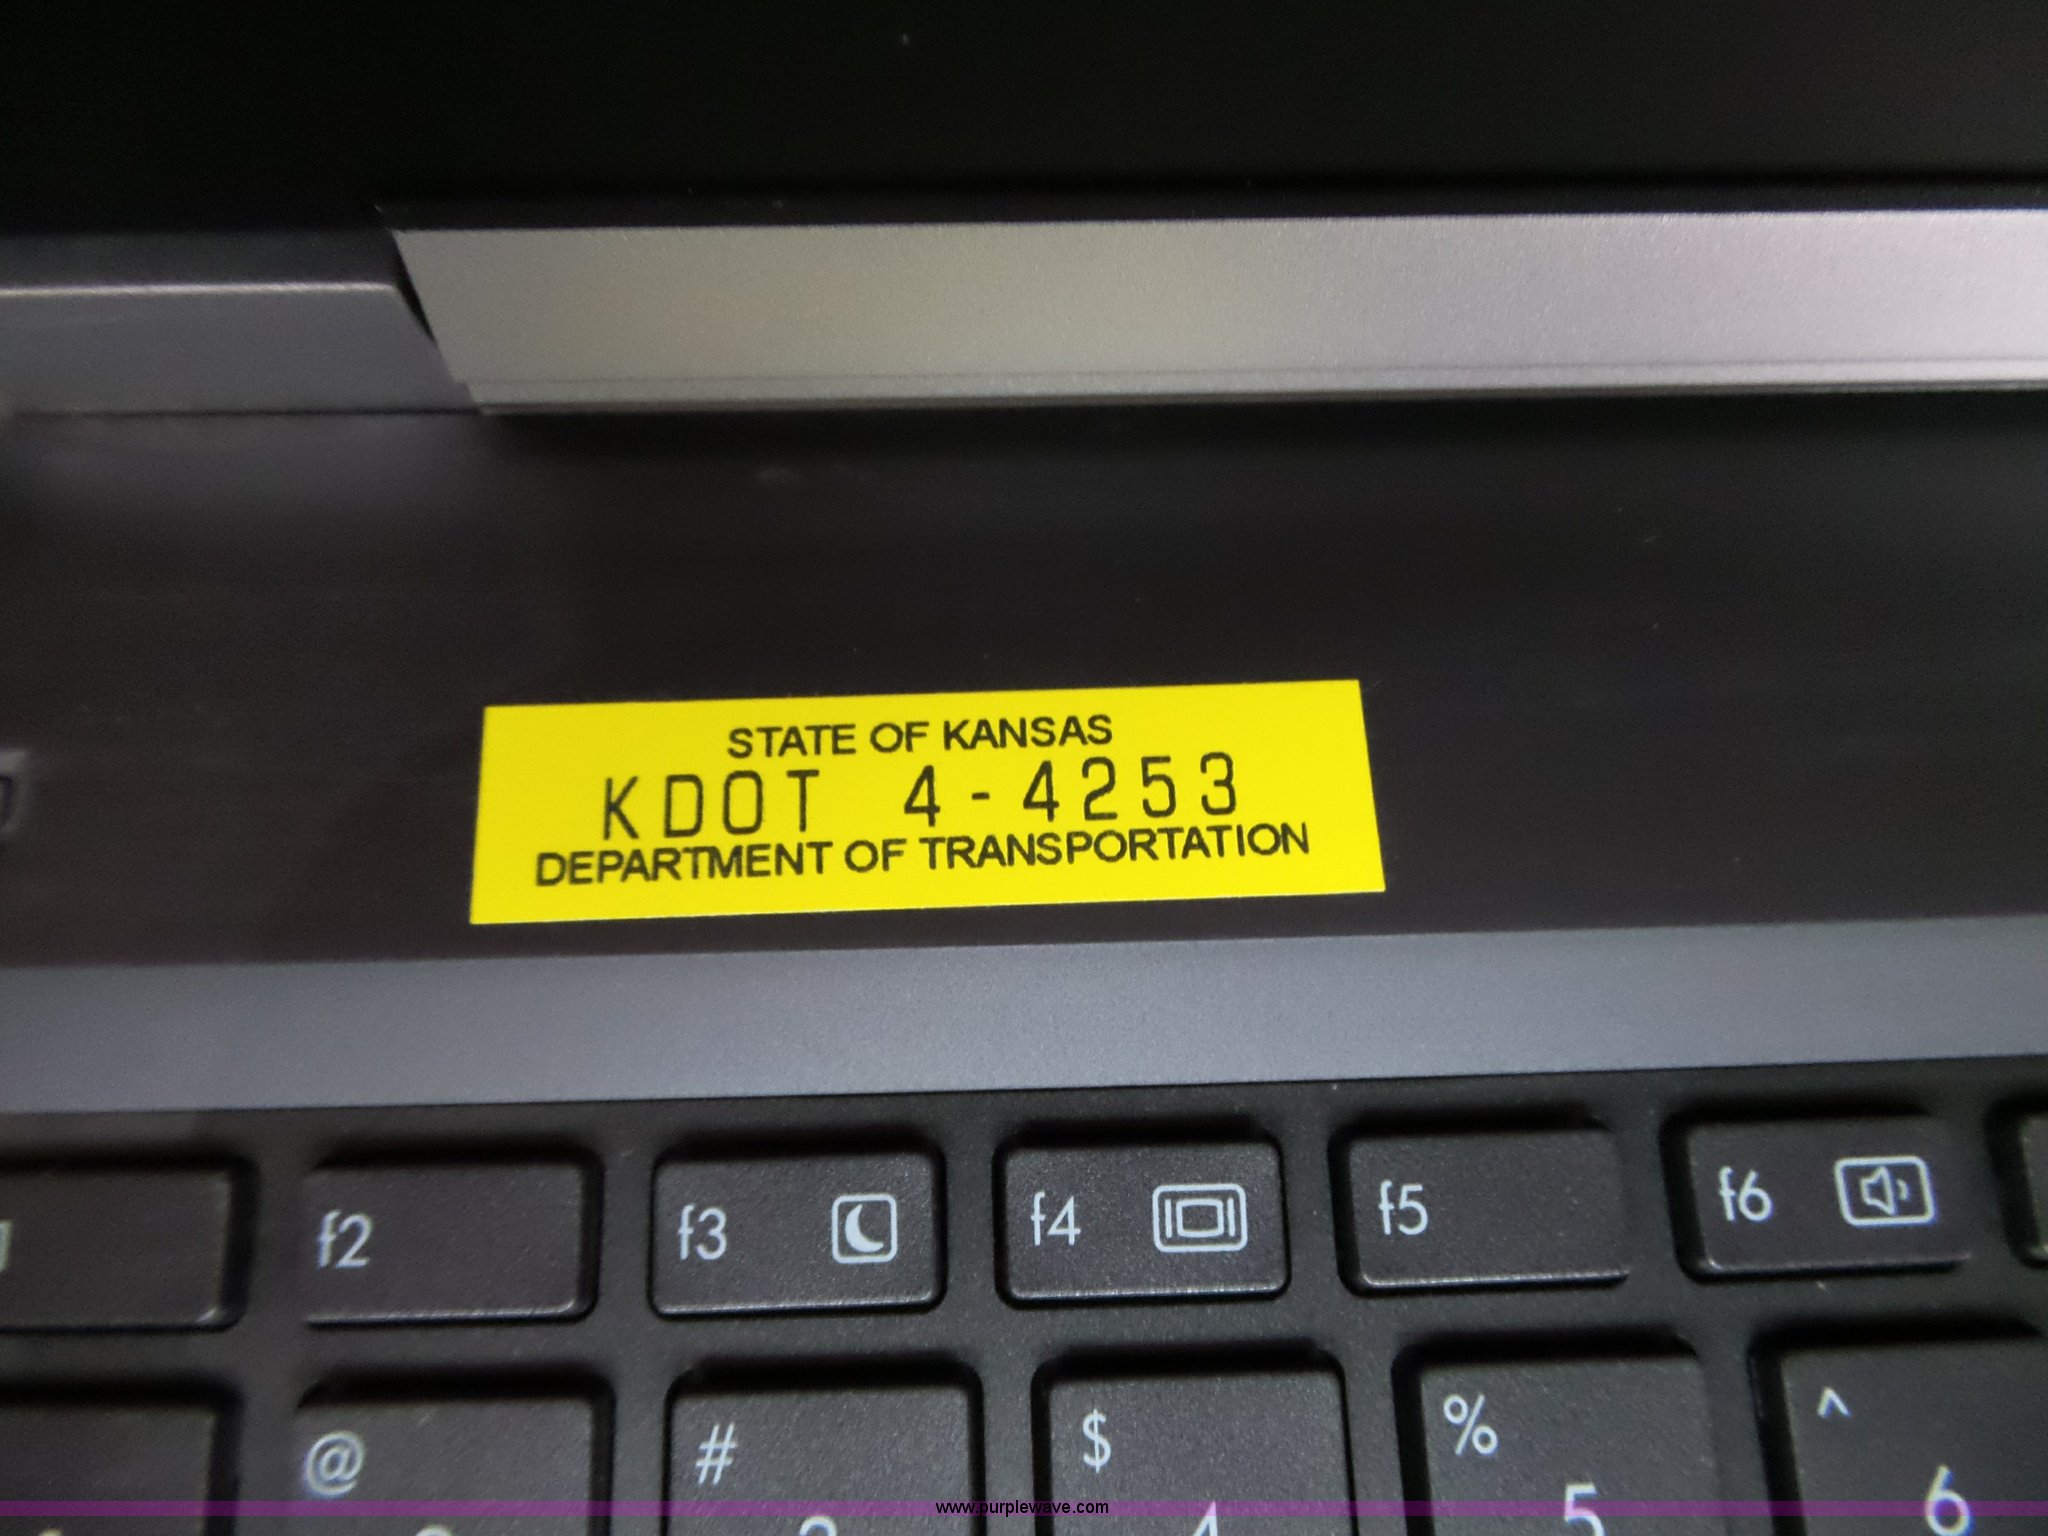 STATE OF KANSAS
KDOT 4-4253
DEPARTMENT OF TRANSPORTATION
f2
f3
f4
f5
f6
@
#
$
%
^
4
5
6
www.purplewave.com